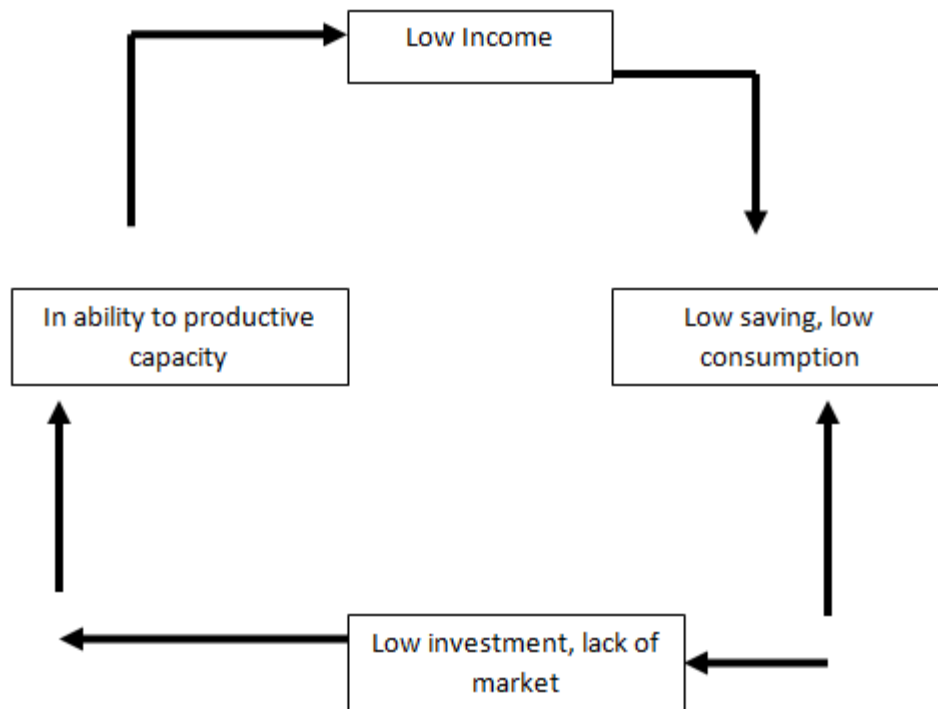 Low Income
In ability to productive
capacity
Low saving, low
consumption
Low investment, lack of
market